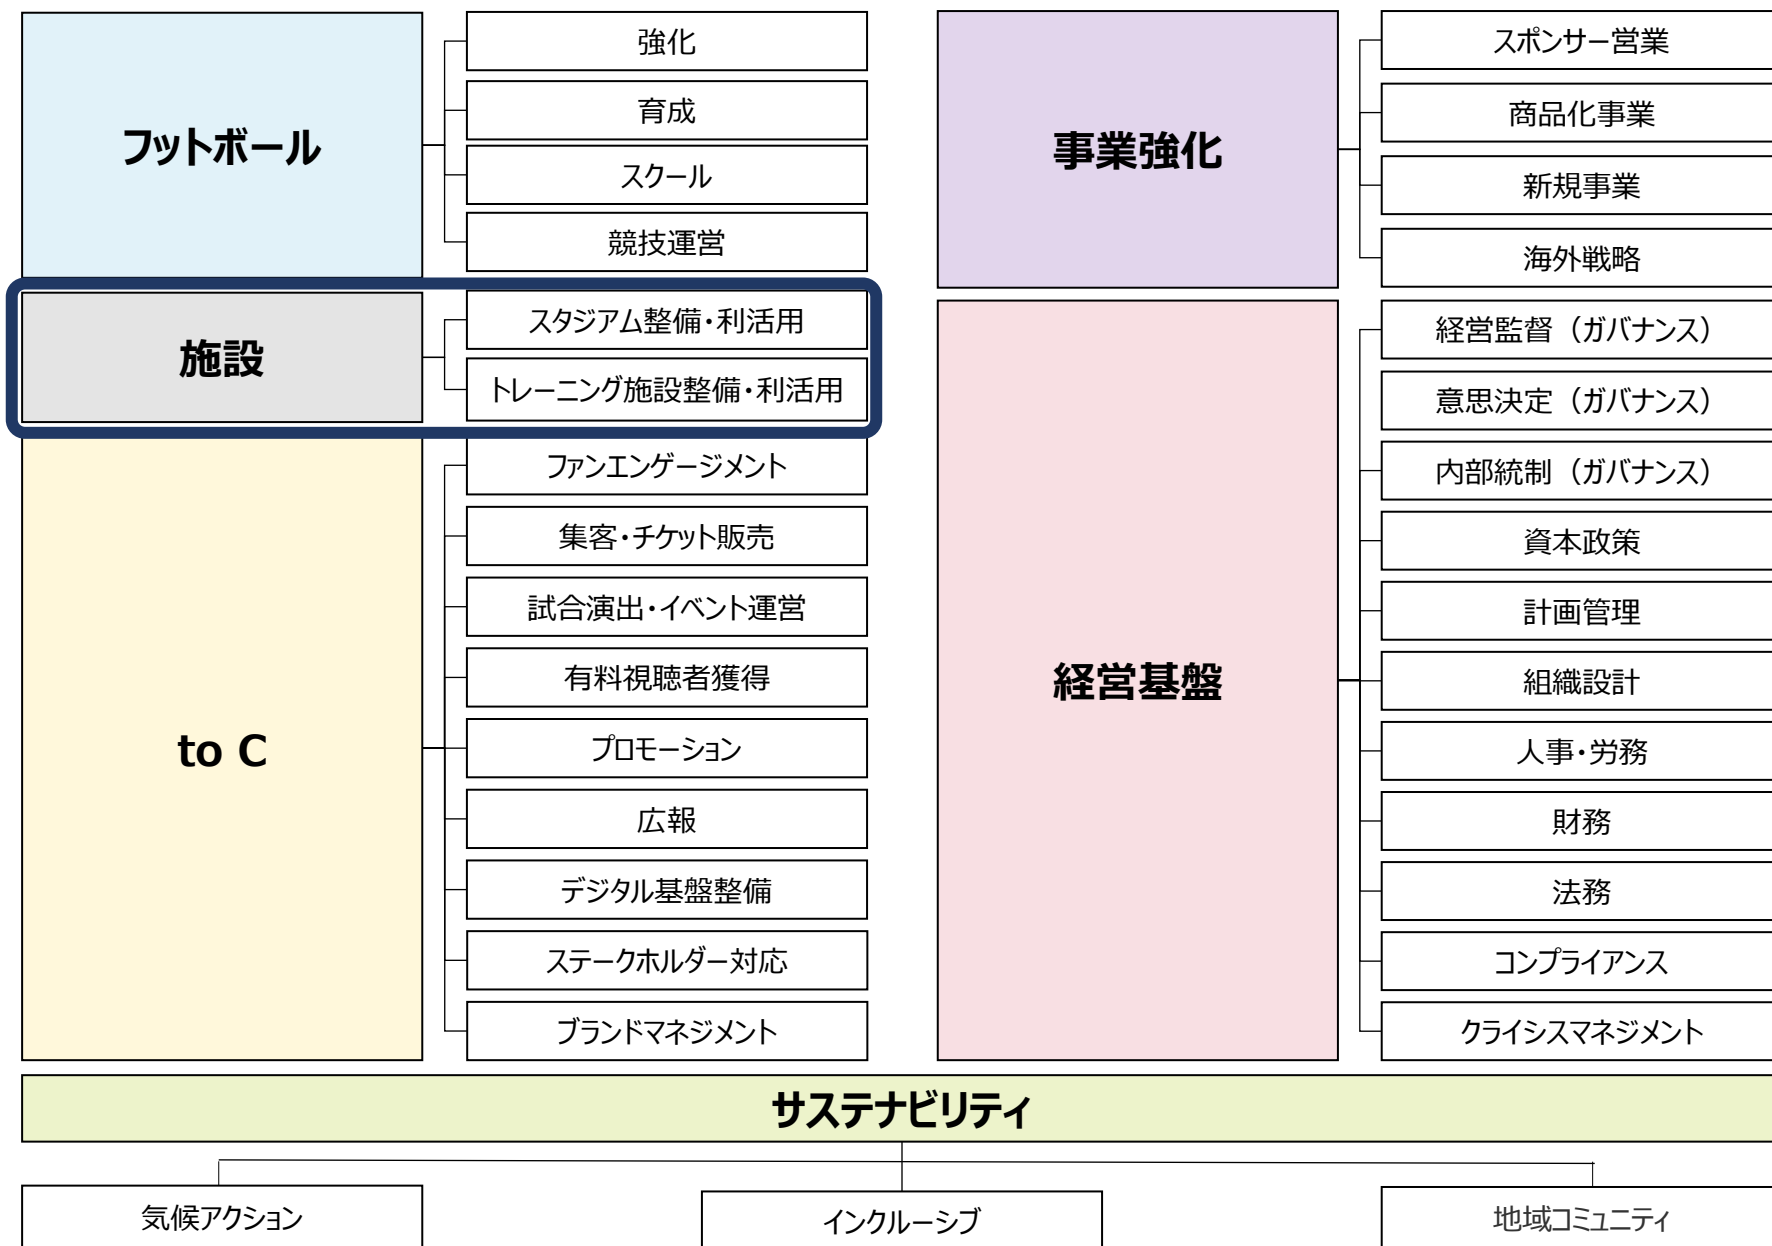 フットボール
強化
育成
スクール
競技運営
施設
スタジアム整備・利活用
トレーニング施設整備・利活用
to C
ファンエンゲージメント
集客・チケット販売
試合演出・イベント運営
有料視聴者獲得
プロモーション
広報
デジタル基盤整備
ステークホルダー対応
ブランドマネジメント
事業強化
スポンサー営業
商品化事業
新規事業
海外戦略
経営基盤
経営監督（ガバナンス）
意思決定（ガバナンス）
内部統制（ガバナンス）
資本政策
計画管理
組織設計
人事・労務
財務
法務
コンプライアンス
クライシスマネジメント
サステナビリティ
気候アクション
インクルーシブ
地域コミュニティ